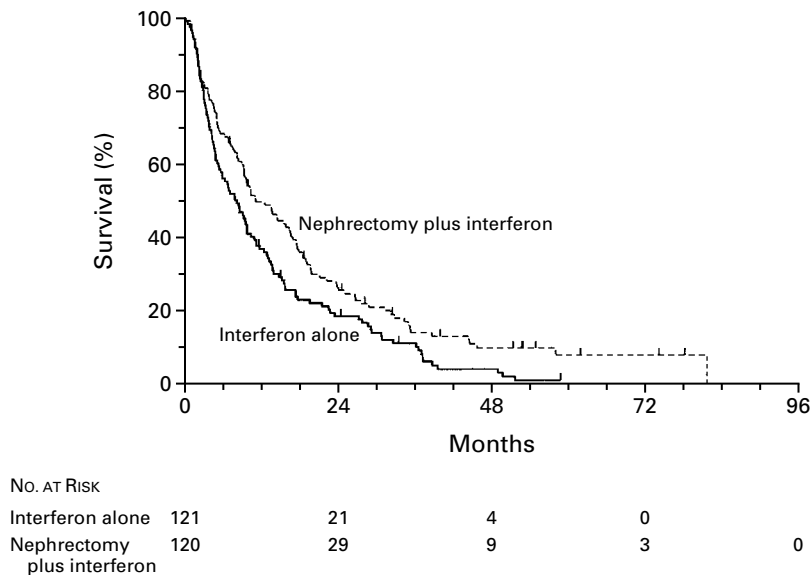 100
80
60
40
20
0
Survival (%)
Nephrectomy plus interferon
Interferon alone
0 24 48 72 96
Months
NO. AT RISK
Interferon alone 121 21 4 0
Nephrectomy 120 29 9 3 0
plus interferon